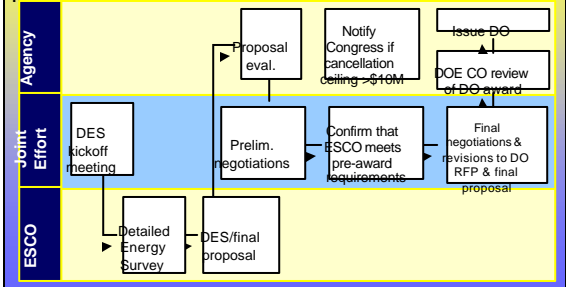 Agency
Proposal
eval.
Notify
Congress if
cancellation
ceiling >$10M
Issue DO
DOE CO review
of DO award
Joint
Effort
DES
kickoff
meeting
Prelim.
negotiations
Confirm that
ESCO meets
pre-award
requirements
Final
negotiations &
revisions to DO
RFP & final
proposal
ESCO
Detailed
Energy
Survey
DES/final
proposal